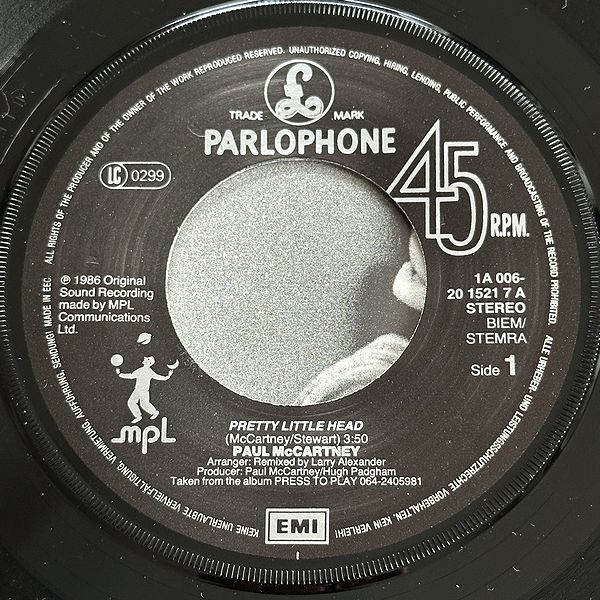 ALL RIGHTS OF THE PRODUCER AND OF THE OWNER OF THE WORK REPRODUCED RESERVED. UNAUTHORIZED COPYING, HIRING, LENDING, PUBLIC PERFORMANCE AND BROADCASTING OF THE RECORD PROHIBITED. ALLE URHEBER- UND LEISTUNGSSCHUTZRECHTE VORBEHALTEN. KEIN VERLEIH! KEINE UNERLAUBTE VERVIELFÄLTIGUNG, VERMIETUNG, AUFFÜHRUNG, SENDUNG! MADE IN EEC.
£
TRADE MARK
PARLOPHONE
45 R.P.M.
LC 0299
℗ 1986 Original
Sound Recording
made by MPL
Communications
Ltd.
mpL
1A 006-
20 1521 7 A
STEREO
BIEM/
STEMRA
Side 1
PRETTY LITTLE HEAD
(McCartney/Stewart) 3:50
PAUL McCARTNEY
Arranger: Remixed by Larry Alexander
Producer: Paul McCartney/Hugh Padgham
Taken from the album PRESS TO PLAY 064-2405981
EMI